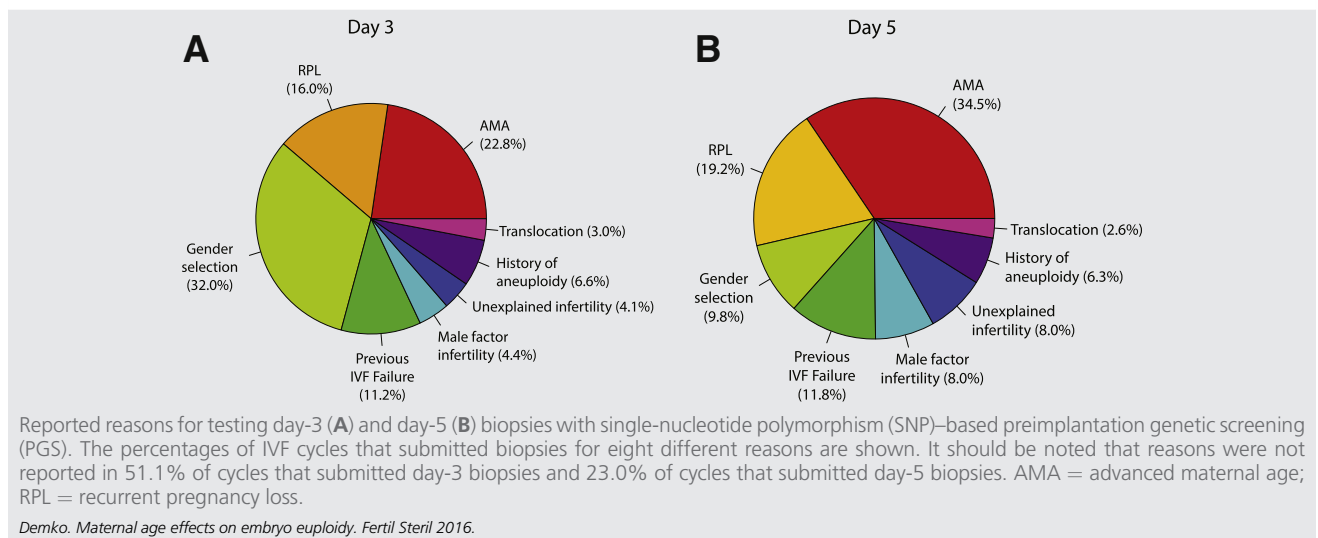 Day 3
A
RPL
(16.0%)
AMA
(22.8%)
Translocation (3.0%)
History of
aneuploidy (6.6%)
Unexplained infertility (4.1%)
Male factor
infertility (4.4%)
Previous
IVF Failure
(11.2%)
Gender
selection
(32.0%)
Day 5
B
AMA
(34.5%)
RPL
(19.2%)
Translocation (2.6%)
History of
aneuploidy (6.3%)
Unexplained
infertility (8.0%)
Male factor
infertility (8.0%)
Previous
IVF Failure
(11.8%)
Gender
selection
(9.8%)
Reported reasons for testing day-3 (A) and day-5 (B) biopsies with single-nucleotide polymorphism (SNP)–based preimplantation genetic screening
(PGS). The percentages of IVF cycles that submitted biopsies for eight different reasons are shown. It should be noted that reasons were not
reported in 51.1% of cycles that submitted day-3 biopsies and 23.0% of cycles that submitted day-5 biopsies. AMA = advanced maternal age;
RPL = recurrent pregnancy loss.
Demko. Maternal age effects on embryo euploidy. Fertil Steril 2016.